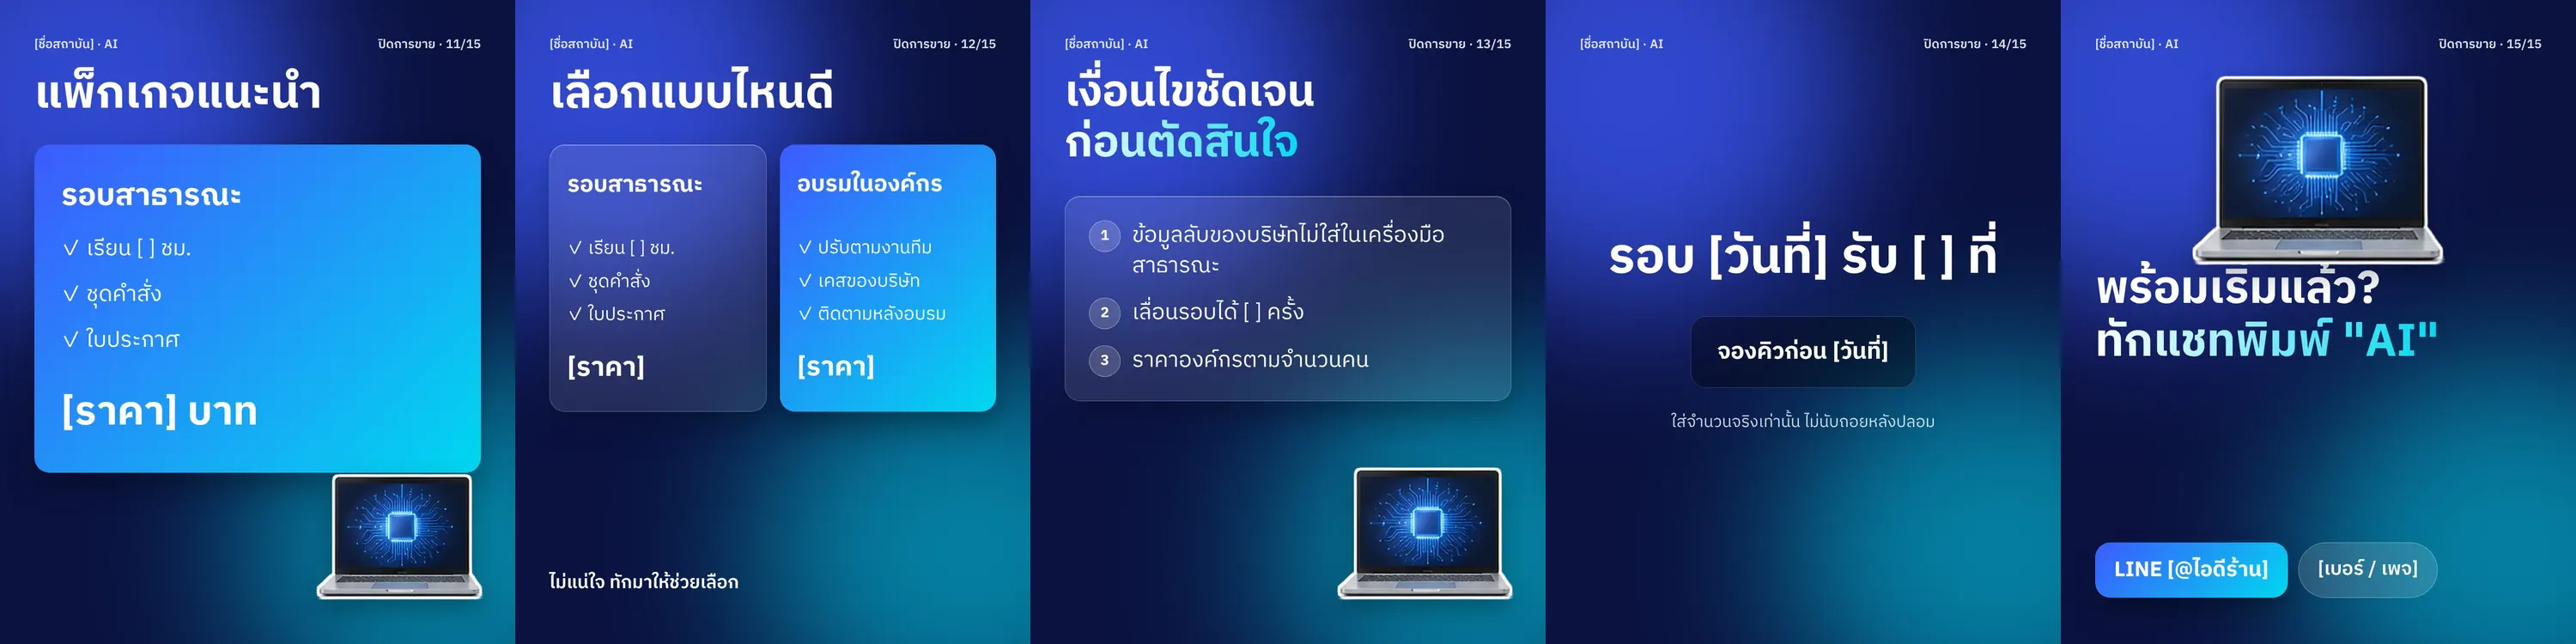 [ชื่อสถาบัน] · AI
ปิดการขาย · 11/15
แพ็กเกจแนะนำ
รอบสาธารณะ
✓ เรียน [ ] ชม.
✓ ชุดคำสั่ง
✓ ใบประกาศ
[ราคา] บาท
[ชื่อสถาบัน] · AI
ปิดการขาย · 12/15
เลือกแบบไหนดี
รอบสาธารณะ
✓ เรียน [ ] ชม.
✓ ชุดคำสั่ง
✓ ใบประกาศ
[ราคา]
อบรมในองค์กร
✓ ปรับตามงานทีม
✓ เคสของบริษัท
✓ ติดตามหลังอบรม
[ราคา]
ไม่แน่ใจ ทักมาให้ช่วยเลือก
[ชื่อสถาบัน] · AI
ปิดการขาย · 13/15
เงื่อนไขชัดเจน
ก่อนตัดสินใจ
1 ข้อมูลลับของบริษัทไม่ใส่ในเครื่องมือ
สาธารณะ
2 เลื่อนรอบได้ [ ] ครั้ง
3 ราคาองค์กรตามจำนวนคน
[ชื่อสถาบัน] · AI
ปิดการขาย · 14/15
รอบ [วันที่] รับ [ ] ที่
จองคิวก่อน [วันที่]
ใส่จำนวนจริงเท่านั้น ไม่นับถอยหลังปลอม
[ชื่อสถาบัน] · AI
ปิดการขาย · 15/15
พร้อมเริ่มแล้ว?
ทักแชทพิมพ์ "AI"
LINE [@ไอดีร้าน]
[เบอร์ / เพจ]